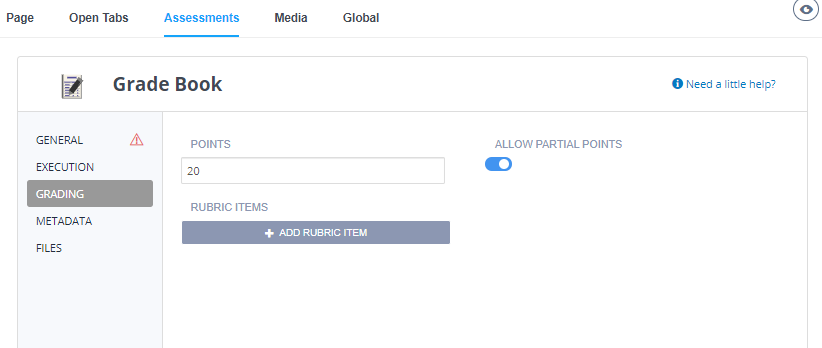 Page Open Tabs Assessments Media Global
Grade Book
Need a little help?
GENERAL
EXECUTION
GRADING
METADATA
FILES
POINTS
20
ALLOW PARTIAL POINTS
RUBRIC ITEMS
ADD RUBRIC ITEM